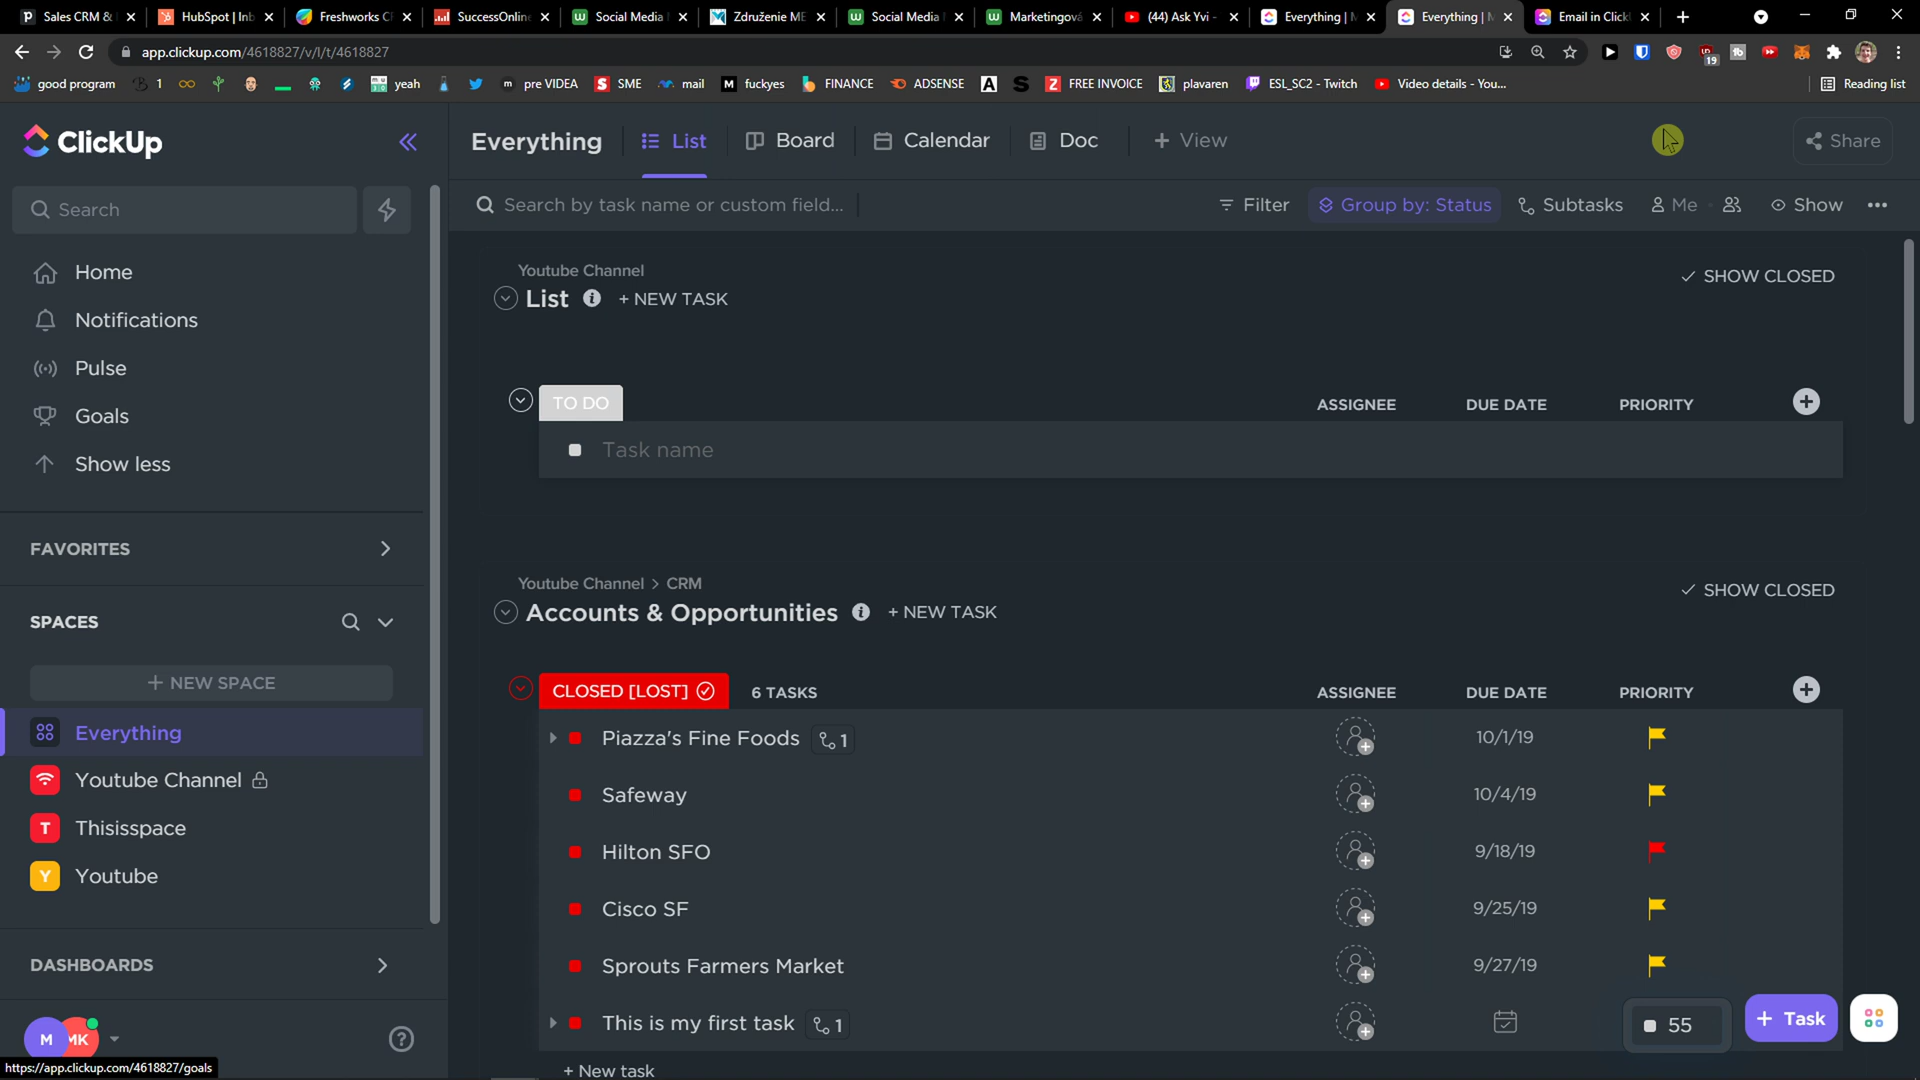 Sales CRM &
HubSpot | Inb
Freshworks C
SuccessOnline
Social Media
Združenie ME
Social Media
Marketingová
(44) Ask Yvi -
Everything | M
Everything | M
Email in Click
app.clickup.com/4618827/v/l/t/4618827
19
good program
1
yeah
pre VIDEA
SME
mail
fuckyes
FINANCE
ADSENSE
FREE INVOICE
plavaren
ESL_SC2 - Twitch
Video details - You...
Reading list
ClickUp
Everything
List
Board
Calendar
Doc
+ View
Share
Search
Search by task name or custom field...
Filter
Group by: Status
Subtasks
Me
Show
Home
Notifications
Pulse
Goals
Show less
FAVORITES
SPACES
+ NEW SPACE
Everything
Youtube Channel
T Thisisspace
Y Youtube
DASHBOARDS
M MK
https://app.clickup.com/4618827/goals
Youtube Channel
SHOW CLOSED
List
+ NEW TASK
TO DO
ASSIGNEE
DUE DATE
PRIORITY
Task name
Youtube Channel > CRM
SHOW CLOSED
Accounts & Opportunities
+ NEW TASK
CLOSED [LOST]
6 TASKS
ASSIGNEE
DUE DATE
PRIORITY
Piazza's Fine Foods 1 10/1/19
Safeway 10/4/19
Hilton SFO 9/18/19
Cisco SF 9/25/19
Sprouts Farmers Market 9/27/19
This is my first task 1
+ New task
55
+ Task